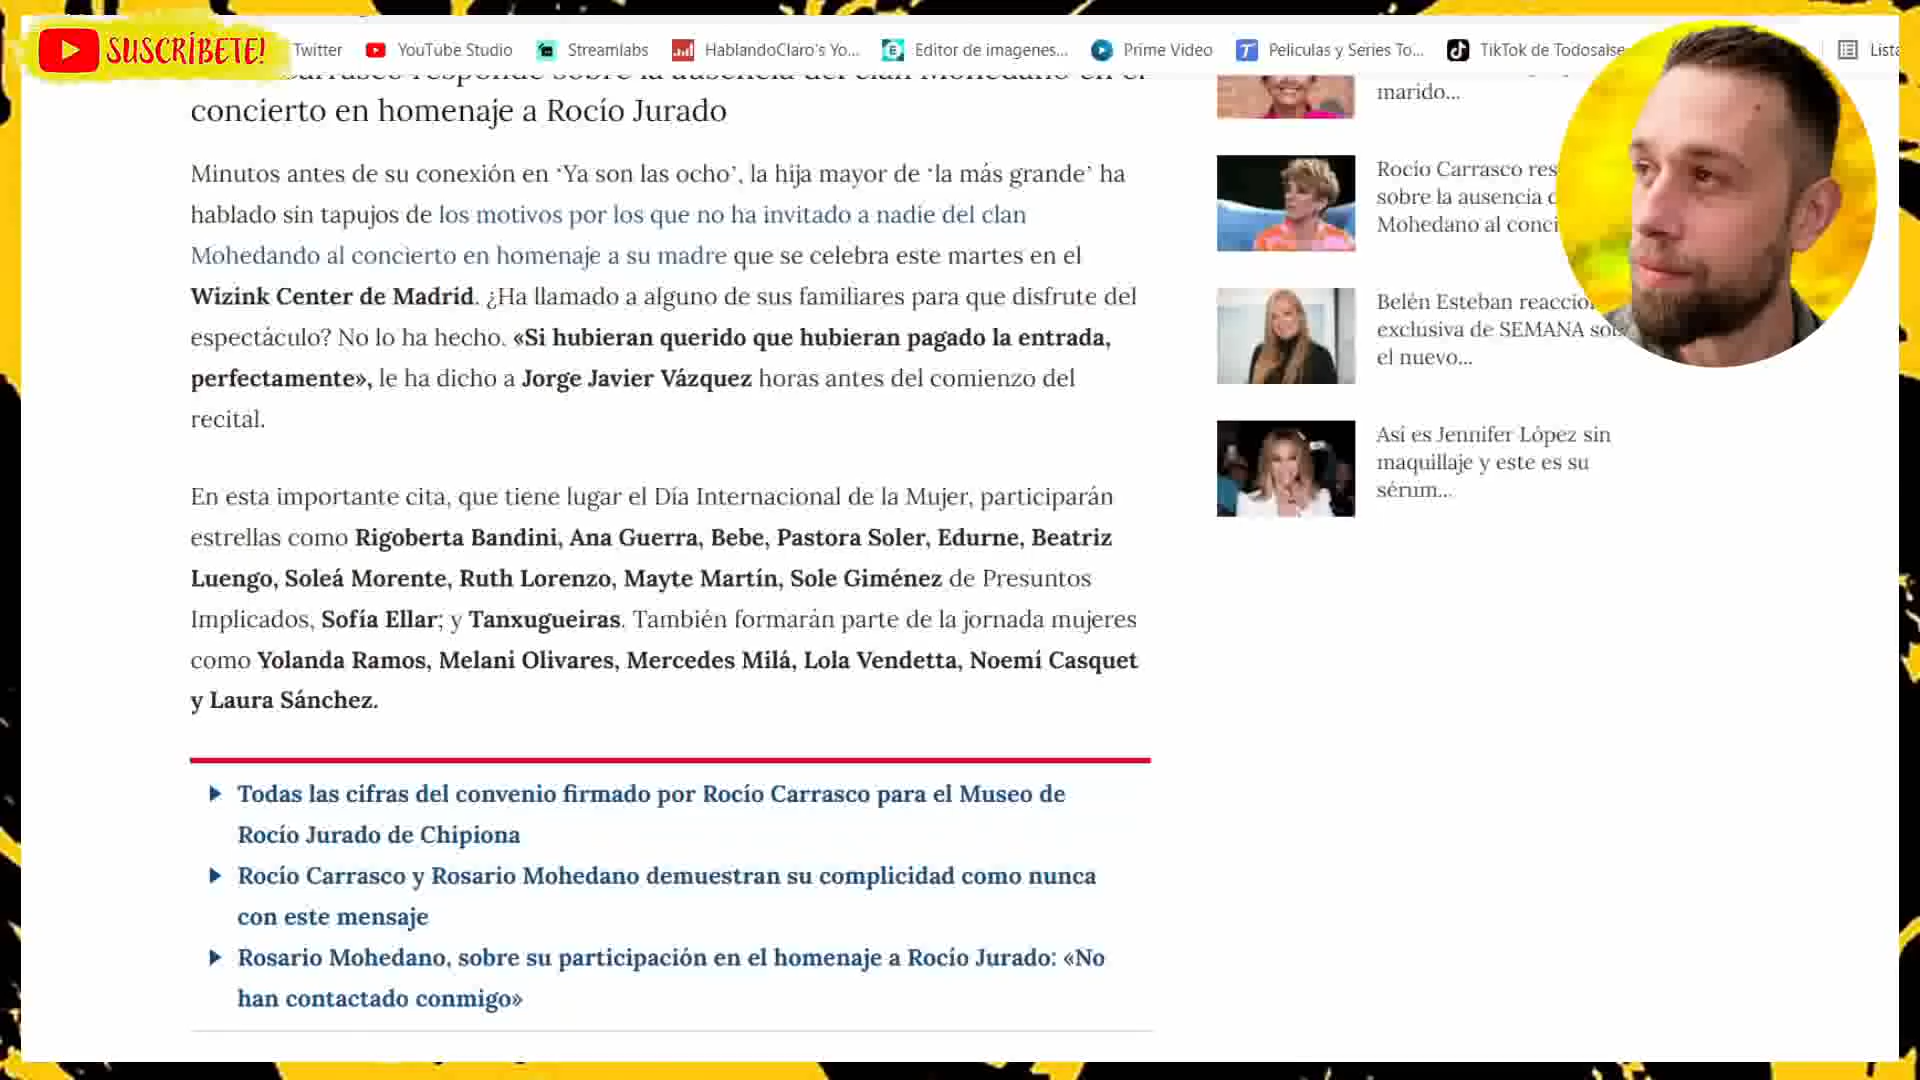 SUSCRÍBETE!
Twitter
YouTube Studio
Streamlabs
HablandoClaro's Yo...
Editor de imagenes...
Prime Video
Peliculas y Series To...
TikTok de Todosalse
Lista
responde sobre la ausencia del clan Mohedano en el
concierto en homenaje a Rocío Jurado
Minutos antes de su conexión en ‘Ya son las ocho’, la hija mayor de ‘la más grande’ ha
hablado sin tapujos de los motivos por los que no ha invitado a nadie del clan
Mohedando al concierto en homenaje a su madre que se celebra este martes en el
Wizink Center de Madrid. ¿Ha llamado a alguno de sus familiares para que disfrute del
espectáculo? No lo ha hecho. «Si hubieran querido que hubieran pagado la entrada,
perfectamente», le ha dicho a Jorge Javier Vázquez horas antes del comienzo del
recital.
En esta importante cita, que tiene lugar el Día Internacional de la Mujer, participarán
estrellas como Rigoberta Bandini, Ana Guerra, Bebe, Pastora Soler, Edurne, Beatriz
Luengo, Soleá Morente, Ruth Lorenzo, Mayte Martín, Sole Giménez de Presuntos
Implicados, Sofía Ellar; y Tanxugueiras. También formarán parte de la jornada mujeres
como Yolanda Ramos, Melani Olivares, Mercedes Milá, Lola Vendetta, Noemí Casquet
y Laura Sánchez.
Todas las cifras del convenio firmado por Rocío Carrasco para el Museo de
Rocío Jurado de Chipiona
Rocío Carrasco y Rosario Mohedano demuestran su complicidad como nunca
con este mensaje
Rosario Mohedano, sobre su participación en el homenaje a Rocío Jurado: «No
han contactado conmigo»
marido...
Rocío Carrasco res
sobre la ausencia
Mohedano al conci
Belén Esteban reaccio
exclusiva de SEMANA sob
el nuevo...
Así es Jennifer López sin
maquillaje y este es su
sérum...